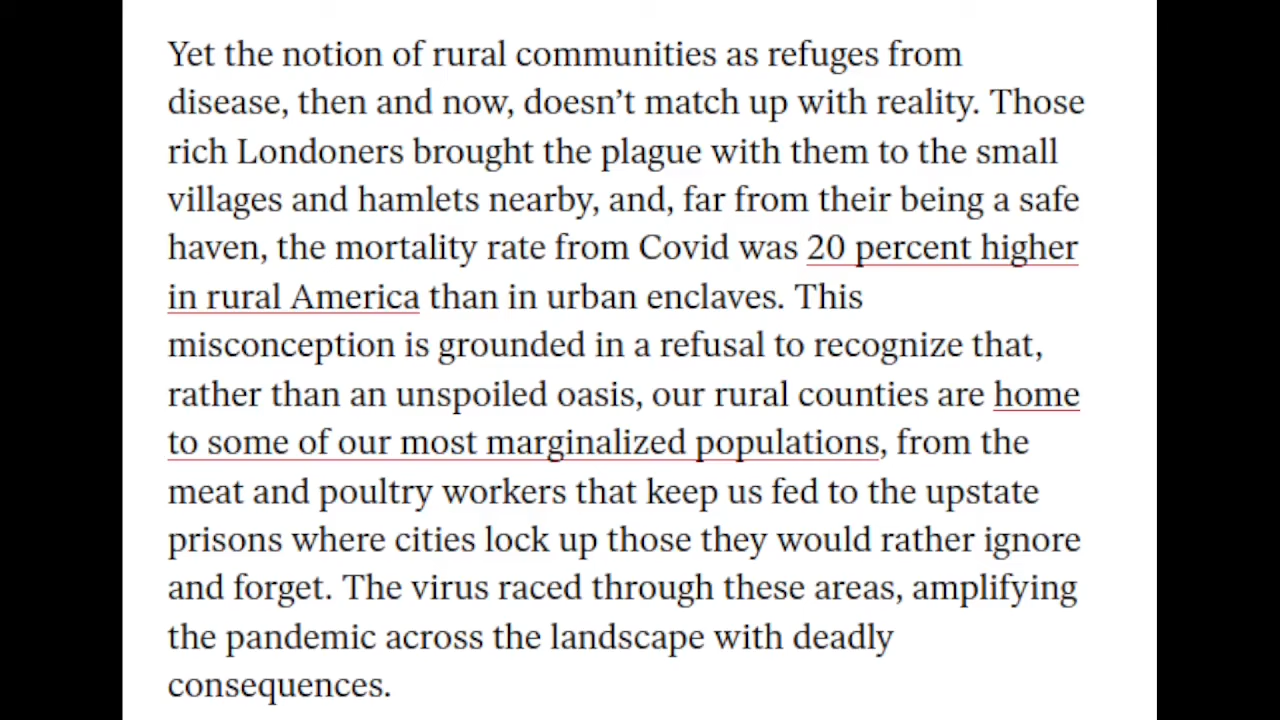 Yet the notion of rural communities as refuges from
disease, then and now, doesn’t match up with reality. Those
rich Londoners brought the plague with them to the small
villages and hamlets nearby, and, far from their being a safe
haven, the mortality rate from Covid was 20 percent higher
in rural America than in urban enclaves. This
misconception is grounded in a refusal to recognize that,
rather than an unspoiled oasis, our rural counties are home
to some of our most marginalized populations, from the
meat and poultry workers that keep us fed to the upstate
prisons where cities lock up those they would rather ignore
and forget. The virus raced through these areas, amplifying
the pandemic across the landscape with deadly
consequences.